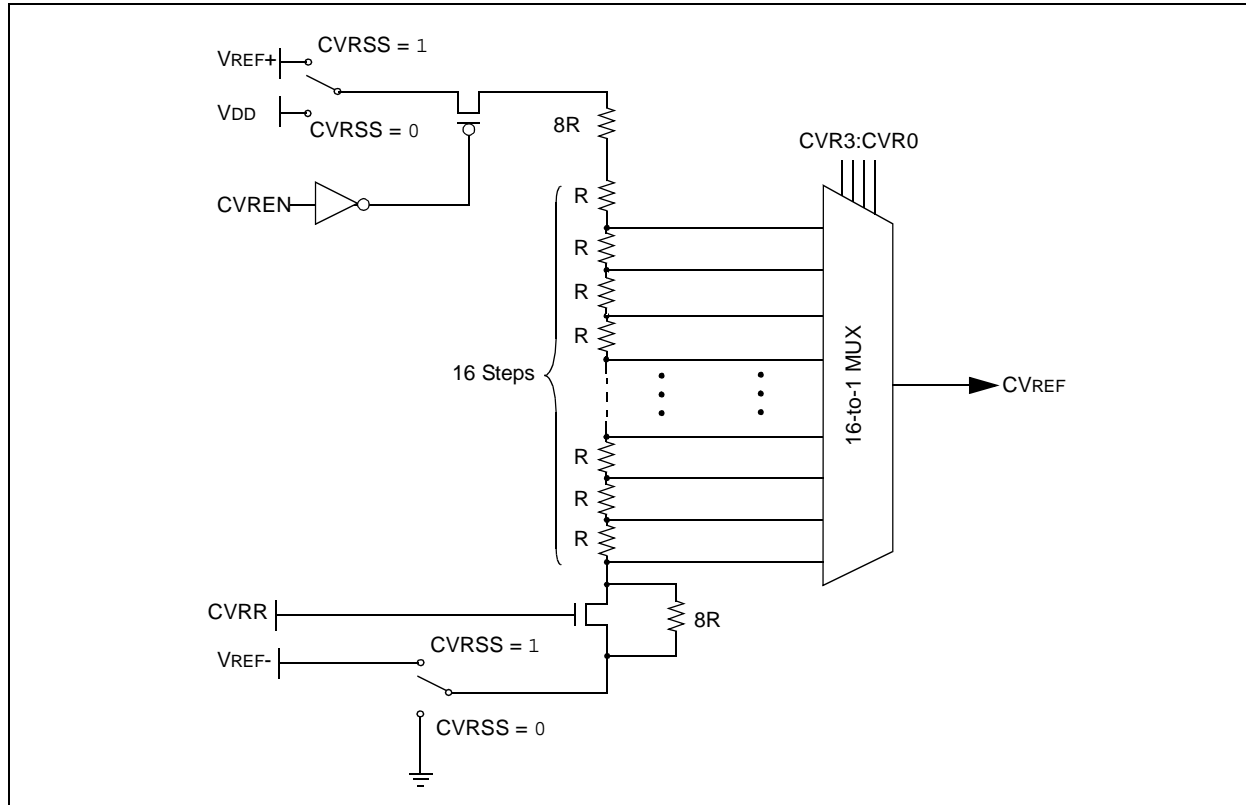 CVRSS = 1
VREF+
VDD
CVRSS = 0
8R
CVREN
CVR3:CVR0
R
R
R
R
16 Steps
16-to-1 MUX
CVREF
R
R
R
CVRR
8R
CVRSS = 1
VREF-
CVRSS = 0